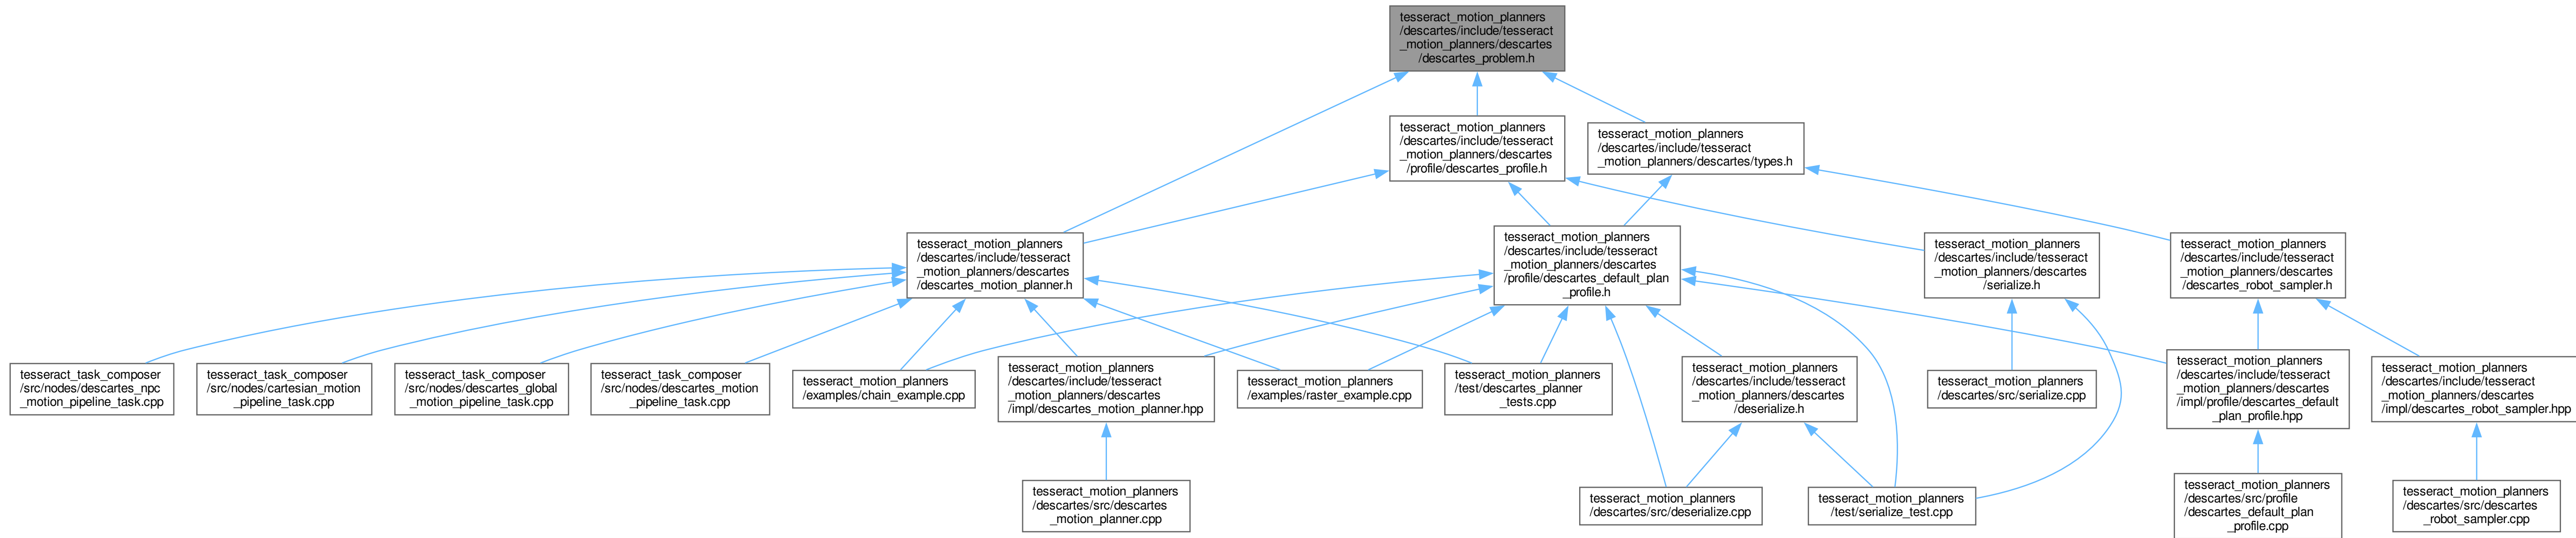 tesseract_motion_planners
/descartes/include/tesseract
_motion_planners/descartes
/descartes_problem.h
tesseract_motion_planners
/descartes/include/tesseract
_motion_planners/descartes
/profile/descartes_profile.h
tesseract_motion_planners
/descartes/include/tesseract
_motion_planners/descartes/types.h
tesseract_motion_planners
/descartes/include/tesseract
_motion_planners/descartes
/descartes_motion_planner.h
tesseract_motion_planners
/descartes/include/tesseract
_motion_planners/descartes
/profile/descartes_default_plan
_profile.h
tesseract_motion_planners
/descartes/include/tesseract
_motion_planners/descartes
/serialize.h
tesseract_motion_planners
/descartes/include/tesseract
_motion_planners/descartes
/descartes_robot_sampler.h
tesseract_task_composer
/src/nodes/descartes_npc
_motion_pipeline_task.cpp
tesseract_task_composer
/src/nodes/cartesian_motion
_pipeline_task.cpp
tesseract_task_composer
/src/nodes/descartes_global
_motion_pipeline_task.cpp
tesseract_task_composer
/src/nodes/descartes_motion
_pipeline_task.cpp
tesseract_motion_planners
/examples/chain_example.cpp
tesseract_motion_planners
/descartes/include/tesseract
_motion_planners/descartes
/impl/descartes_motion_planner.hpp
tesseract_motion_planners
/examples/raster_example.cpp
tesseract_motion_planners
/test/descartes_planner
_tests.cpp
tesseract_motion_planners
/descartes/include/tesseract
_motion_planners/descartes
/deserialize.h
tesseract_motion_planners
/descartes/src/serialize.cpp
tesseract_motion_planners
/descartes/include/tesseract
_motion_planners/descartes
/impl/profile/descartes_default
_plan_profile.hpp
tesseract_motion_planners
/descartes/include/tesseract
_motion_planners/descartes
/impl/descartes_robot_sampler.hpp
tesseract_motion_planners
/descartes/src/descartes
_motion_planner.cpp
tesseract_motion_planners
/descartes/src/deserialize.cpp
tesseract_motion_planners
/test/serialize_test.cpp
tesseract_motion_planners
/descartes/src/profile
/descartes_default_plan
_profile.cpp
tesseract_motion_planners
/descartes/src/descartes
_robot_sampler.cpp